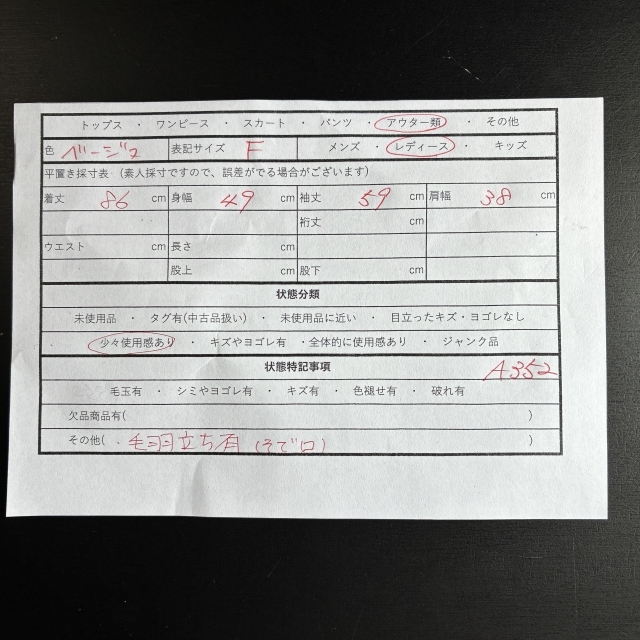 トップス ・ ワンピース ・ スカート ・ パンツ ・ アウター類 ・ その他
色 ベージュ 表記サイズ F メンズ ・ レディース ・ キッズ
平置き採寸表 (素人採寸ですので、誤差がでる場合がございます)
着丈 86 cm 身幅 49 cm 袖丈 59 cm 肩幅 38 cm
裄丈 cm
ウエスト cm 長さ cm
股上 cm 股下 cm
状態分類
未使用品 ・ タグ有(中古品扱い) ・ 未使用品に近い ・ 目立ったキズ・ヨゴレなし
少々使用感あり ・ キズやヨゴレ有 ・全体的に使用感あり ・ ジャンク品
状態特記事項 A352
毛玉有 ・ シミやヨゴレ有 ・ キズ有 ・ 色褪せ有 ・ 破れ有
欠品商品有( )
その他( . 毛羽立ち有 (そで口) )